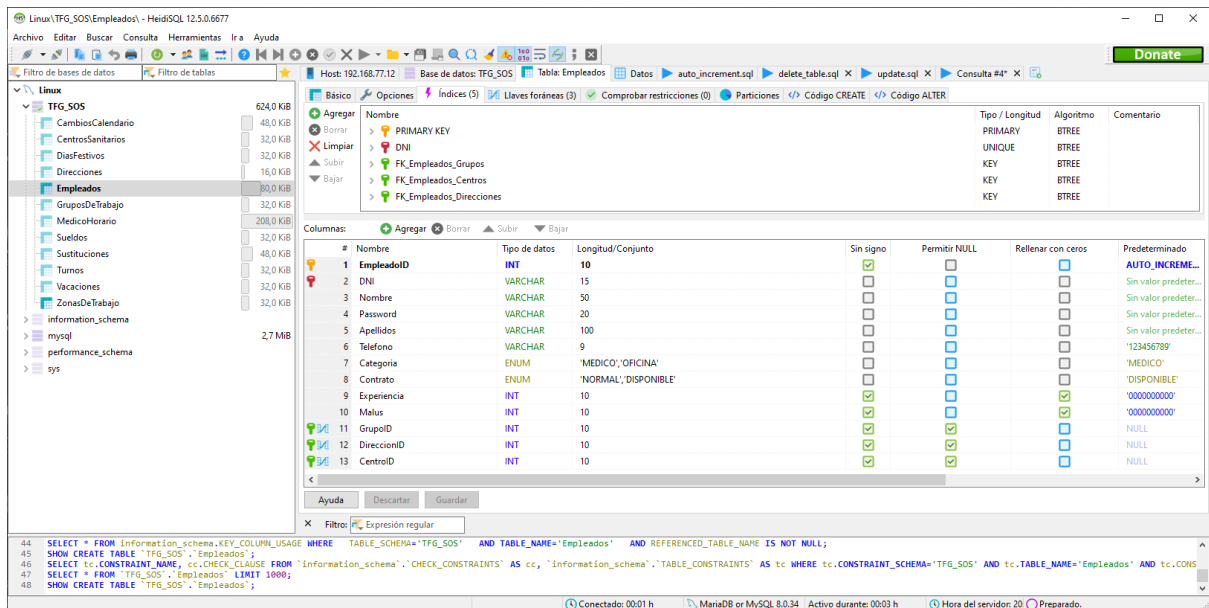 Linux\TFG_SOS\Empleados\ - HeidiSQL 12.5.0.6677
Archivo Editar Buscar Consulta Herramientas Ir a Ayuda
Donate
Filtro de bases de datos Filtro de tablas
Host: 192.168.77.12 Base de datos: TFG_SOS Tabla: Empleados Datos auto_increment.sql delete_table.sql update.sql Consulta #4*
Linux
TFG_SOS 624,0 KiB
CambiosCalendario 48,0 KiB
CentrosSanitarios 32,0 KiB
DiasFestivos 32,0 KiB
Direcciones 16,0 KiB
Empleados 80,0 KiB
GruposDeTrabajo 32,0 KiB
MedicoHorario 208,0 KiB
Sueldos 32,0 KiB
Sustituciones 48,0 KiB
Turnos 32,0 KiB
Vacaciones 32,0 KiB
ZonasDeTrabajo 32,0 KiB
information_schema
mysql 2,7 MiB
performance_schema
sys
Básico Opciones Índices (5) Llaves foráneas (3) Comprobar restricciones (0) Particiones </> Código CREATE </> Código ALTER
Agregar
Borrar
Limpiar
Subir
Bajar
Nombre Tipo / Longitud Algoritmo Comentario
PRIMARY KEY PRIMARY BTREE
DNI UNIQUE BTREE
FK_Empleados_Grupos KEY BTREE
FK_Empleados_Centros KEY BTREE
FK_Empleados_Direcciones KEY BTREE
Columnas: Agregar Borrar Subir Bajar
# Nombre Tipo de datos Longitud/Conjunto Sin signo Permitir NULL Rellenar con ceros Predeterminado
1 EmpleadoID INT 10 AUTO_INCREME...
2 DNI VARCHAR 15 Sin valor predeter...
3 Nombre VARCHAR 50 Sin valor predeter...
4 Password VARCHAR 20 Sin valor predeter...
5 Apellidos VARCHAR 100 Sin valor predeter...
6 Telefono VARCHAR 9 '123456789'
7 Categoria ENUM 'MEDICO','OFICINA' 'MEDICO'
8 Contrato ENUM 'NORMAL','DISPONIBLE' 'DISPONIBLE'
9 Experiencia INT 10 '0000000000'
10 Malus INT 10 '0000000000'
11 GrupoID INT 10 NULL
12 DireccionID INT 10 NULL
13 CentroID INT 10 NULL
Ayuda Descartar Guardar
Filtro: Expresión regular
44 SELECT * FROM information_schema.KEY_COLUMN_USAGE WHERE TABLE_SCHEMA='TFG_SOS' AND TABLE_NAME='Empleados' AND REFERENCED_TABLE_NAME IS NOT NULL;
45 SHOW CREATE TABLE `TFG_SOS`.`Empleados`;
46 SELECT tc.CONSTRAINT_NAME, cc.CHECK_CLAUSE FROM `information_schema`.`CHECK_CONSTRAINTS` AS cc, `information_schema`.`TABLE_CONSTRAINTS` AS tc WHERE tc.CONSTRAINT_SCHEMA='TFG_SOS' AND tc.TABLE_NAME='Empleados' AND tc.CONS
47 SELECT * FROM `TFG_SOS`.`Empleados` LIMIT 1000;
48 SHOW CREATE TABLE `TFG_SOS`.`Empleados`;
Conectado: 00:01 h MariaDB or MySQL 8.0.34 Activo durante: 00:03 h Hora del servidor: 20 Preparado.